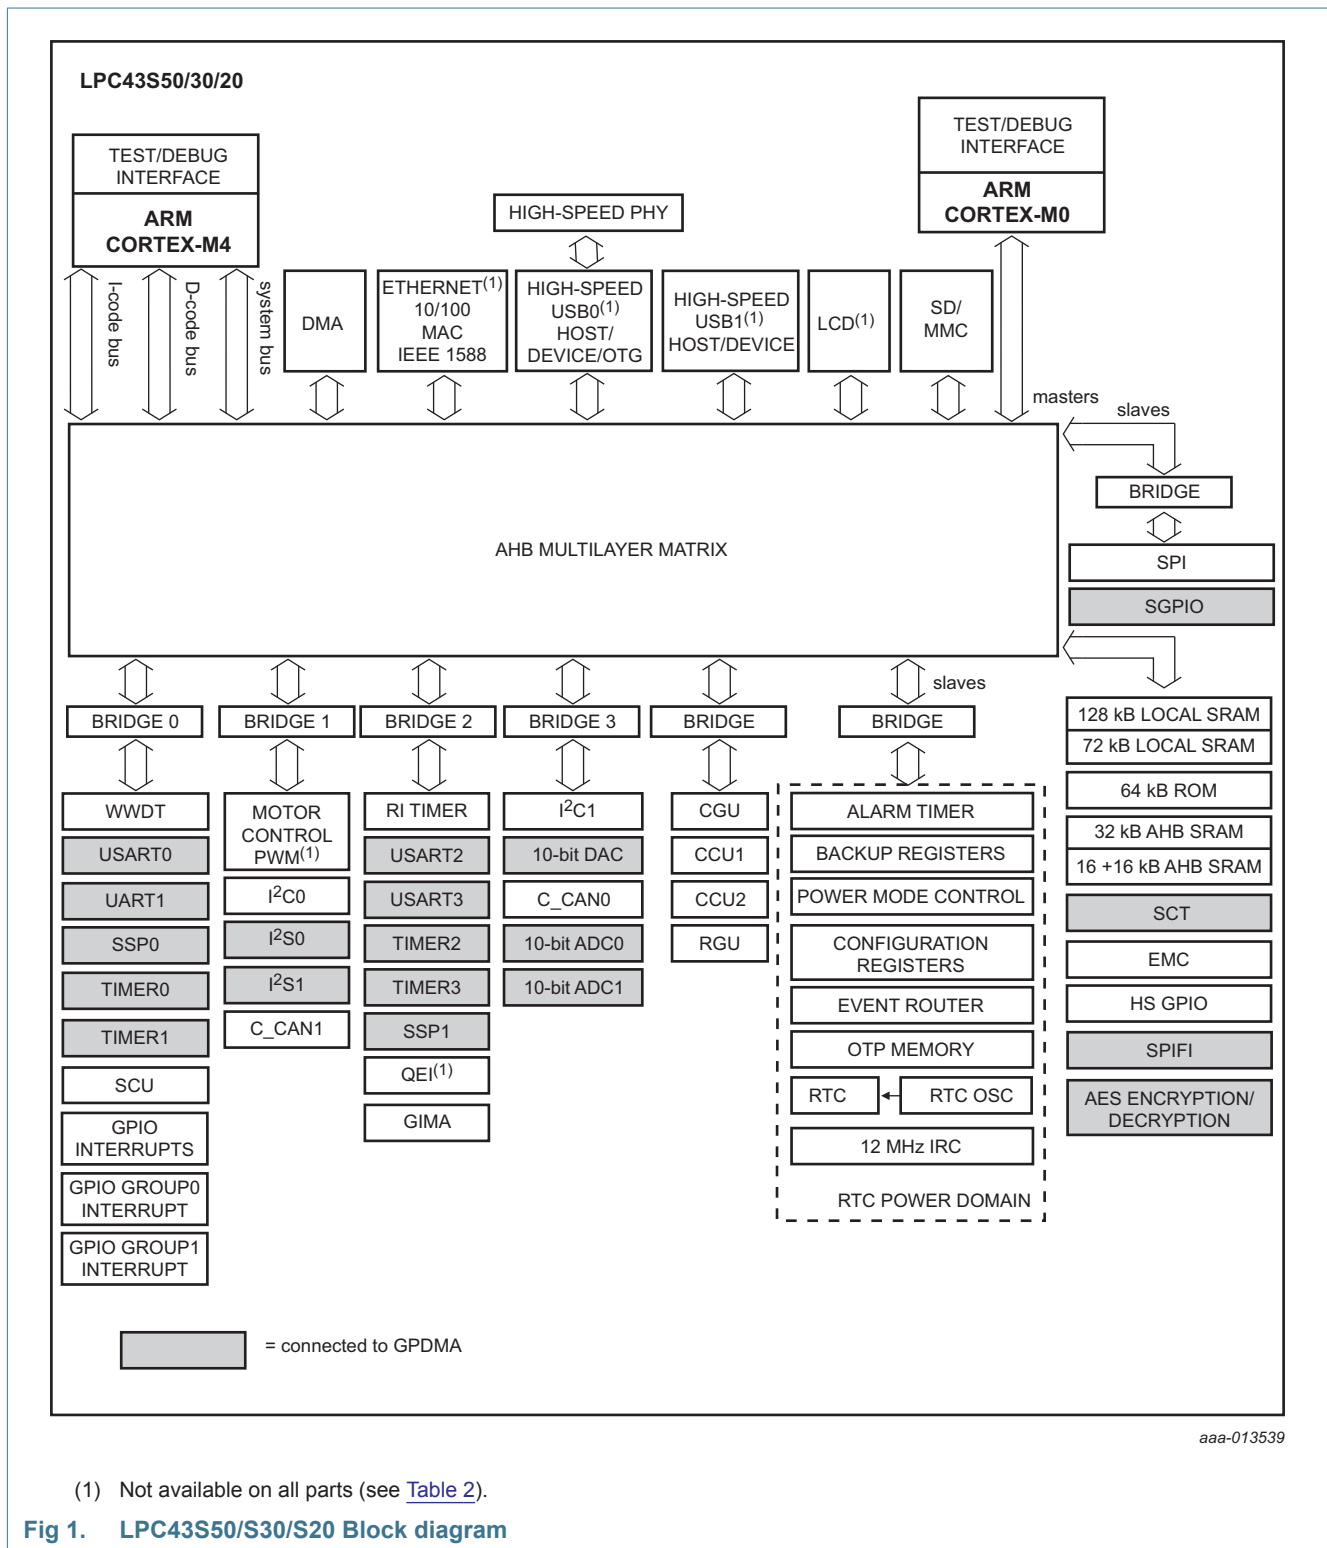 LPC43S50/30/20
TEST/DEBUG
INTERFACE
ARM
CORTEX-M4
TEST/DEBUG
INTERFACE
ARM
CORTEX-M0
HIGH-SPEED PHY
I-code bus
D-code bus
system bus
DMA
ETHERNET(1)
10/100
MAC
IEEE 1588
HIGH-SPEED
USB0(1)
HOST/
DEVICE/OTG
HIGH-SPEED
USB1(1)
HOST/DEVICE
LCD(1)
SD/
MMC
masters
slaves
BRIDGE
SPI
SGPIO
AHB MULTILAYER MATRIX
slaves
BRIDGE 0
BRIDGE 1
BRIDGE 2
BRIDGE 3
BRIDGE
BRIDGE
WWDT
USART0
UART1
SSP0
TIMER0
TIMER1
SCU
GPIO
INTERRUPTS
GPIO GROUP0
INTERRUPT
GPIO GROUP1
INTERRUPT
MOTOR
CONTROL
PWM(1)
I2C0
I2S0
I2S1
C_CAN1
RI TIMER
USART2
USART3
TIMER2
TIMER3
SSP1
QEI(1)
GIMA
I2C1
10-bit DAC
C_CAN0
10-bit ADC0
10-bit ADC1
CGU
CCU1
CCU2
RGU
ALARM TIMER
BACKUP REGISTERS
POWER MODE CONTROL
CONFIGURATION
REGISTERS
EVENT ROUTER
OTP MEMORY
RTC
RTC OSC
12 MHz IRC
RTC POWER DOMAIN
128 kB LOCAL SRAM
72 kB LOCAL SRAM
64 kB ROM
32 kB AHB SRAM
16 +16 kB AHB SRAM
SCT
EMC
HS GPIO
SPIFI
AES ENCRYPTION/
DECRYPTION
= connected to GPDMA
aaa-013539
(1) Not available on all parts (see Table 2).
Fig 1. LPC43S50/S30/S20 Block diagram